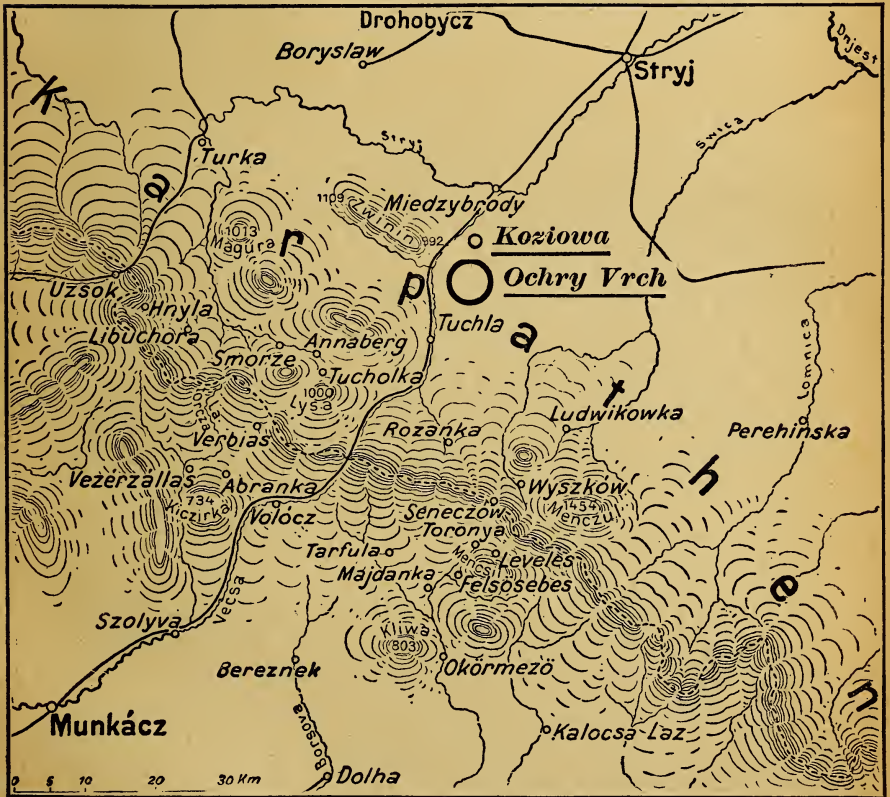 Drohobycz
Boryslaw
Stryj
Dnjest
K
Swica
Stryj
Turka
a
1109 Zwinin 992
Miedzybrody
1013
Magura
r
Koziowa
p
Ochry Vrch
Uzsok
Hnyla
Libuchora
Tuchla
a
Smorze
Annaberg
Tucholka
1000
Lysa
t
Lomnica
Ludwikowka
Verbias
Rozanka
Perehinska
h
Vezérzallas
Abranka
734
Kiczirka
Volócz
Wyszków
1454
Menczul
Seneczów
Toronya
Tarfula
Leveles
Majdanka
Felsösebes
e
Szolyva
Vecsa
Kliwa
803
Bereznek
Okörmezö
n
Munkácz
Borsova
Kalocsa-Laz
0 5 10 20 30 Km
Dolha